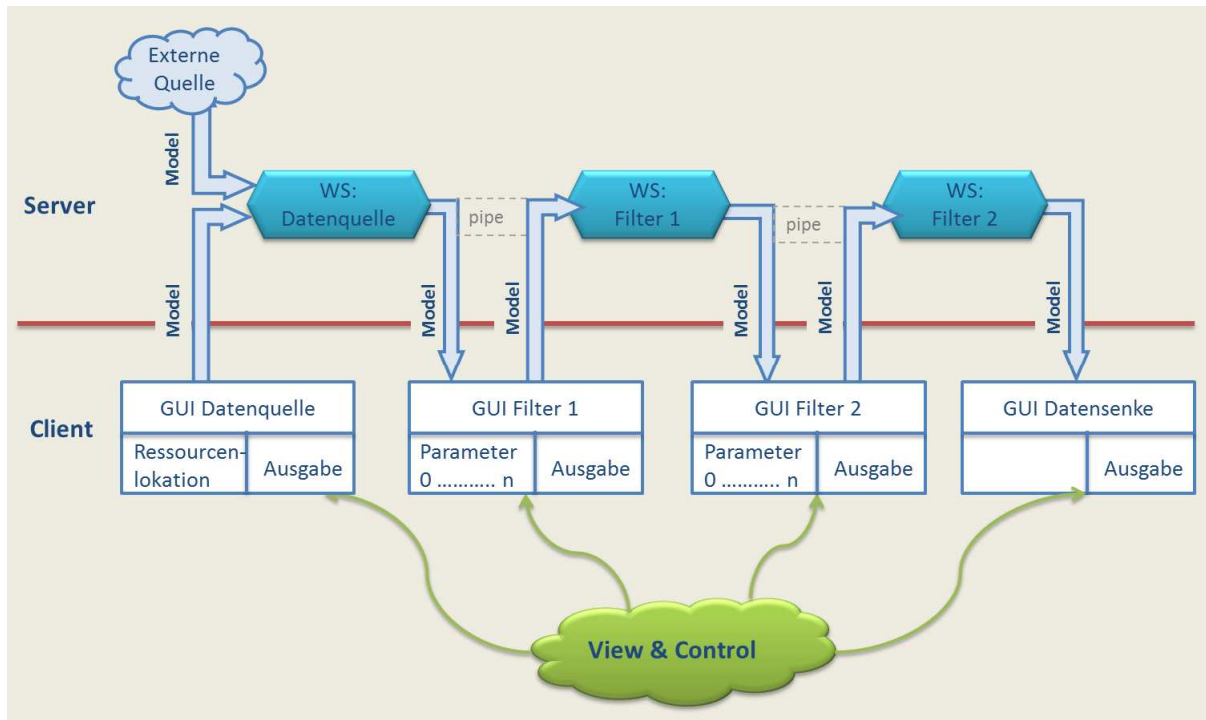 Externe
Quelle
Model
Server
WS:
Datenquelle
pipe
WS:
Filter 1
pipe
WS:
Filter 2
Model
Model
Model
Model
Model
Model
Client
GUI Datenquelle
Ressourcen-
lokation
Ausgabe
GUI Filter 1
Parameter
0 ........... n
Ausgabe
GUI Filter 2
Parameter
0 ........... n
Ausgabe
GUI Datensenke
Ausgabe
View & Control